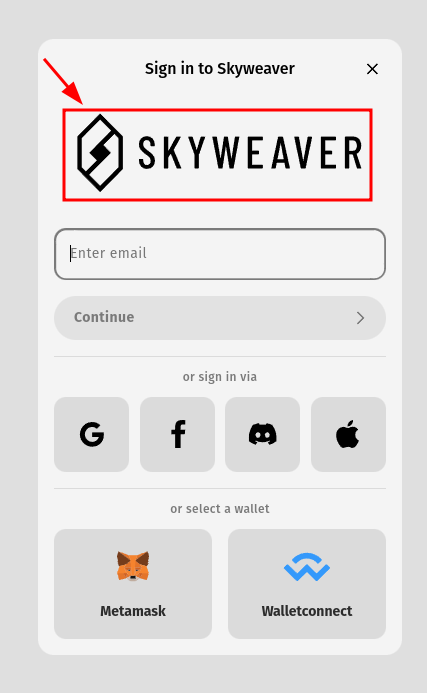 Sign in to Skyweaver
SKYWEAVER
Enter email
Continue
or sign in via
or select a wallet
Metamask
Walletconnect